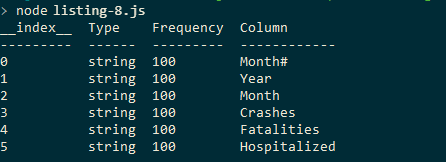 > node listing-8.js
__index__  Type    Frequency  Column
---------  ------  ---------  ------------
0          string  100        Month#
1          string  100        Year
2          string  100        Month
3          string  100        Crashes
4          string  100        Fatalities
5          string  100        Hospitalized